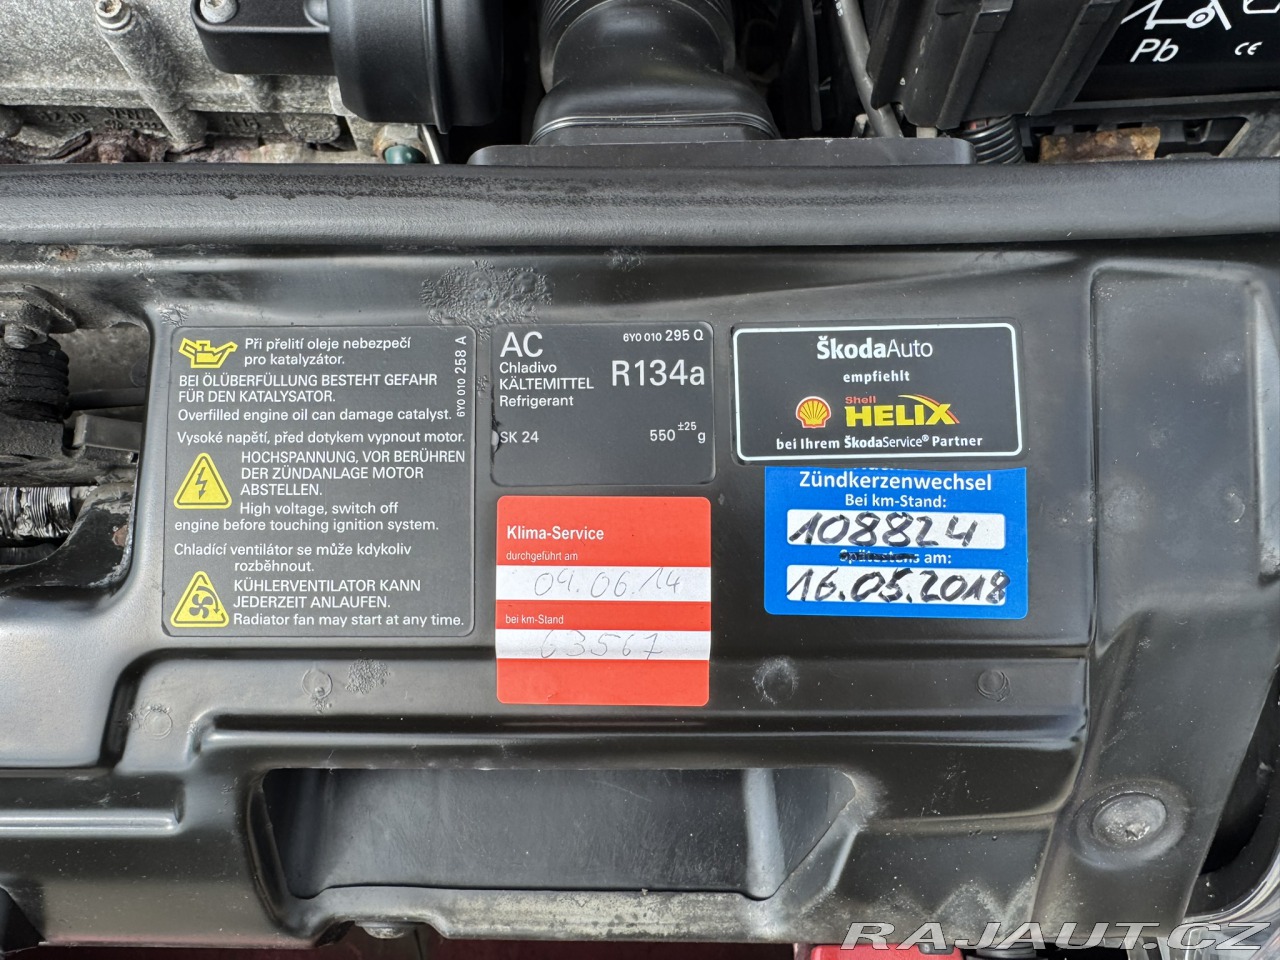 Pb
CE
Při přelití oleje nebezpečí
pro katalyzátor.
BEI ÖLÜBERFÜLLUNG BESTEHT GEFAHR
FÜR DEN KATALYSATOR.
Overfilled engine oil can damage catalyst.
Vysoké napětí, před dotykem vypnout motor.
HOCHSPANNUNG, VOR BERÜHREN
DER ZÜNDANLAGE MOTOR
ABSTELLEN.
High voltage, switch off
engine before touching ignition system.
Chladící ventilátor se může kdykoliv
rozběhnout.
KÜHLERVENTILATOR KANN
JEDERZEIT ANLAUFEN.
Radiator fan may start at any time.
6Y0 010 258 A
AC
6Y0 010 295 Q
Chladivo
KÄLTEMITTEL
Refrigerant
R134a
SK 24
550 ±25 g
Klima-Service
durchgeführt am
09.06.14
bei km-Stand
63567
ŠkodaAuto
empfiehlt
Shell
HELIX
bei Ihrem ŠkodaService® Partner
Zündkerzenwechsel
Bei km-Stand:
108824
Spätestens am:
16.05.2018
RAJAUT.CZ